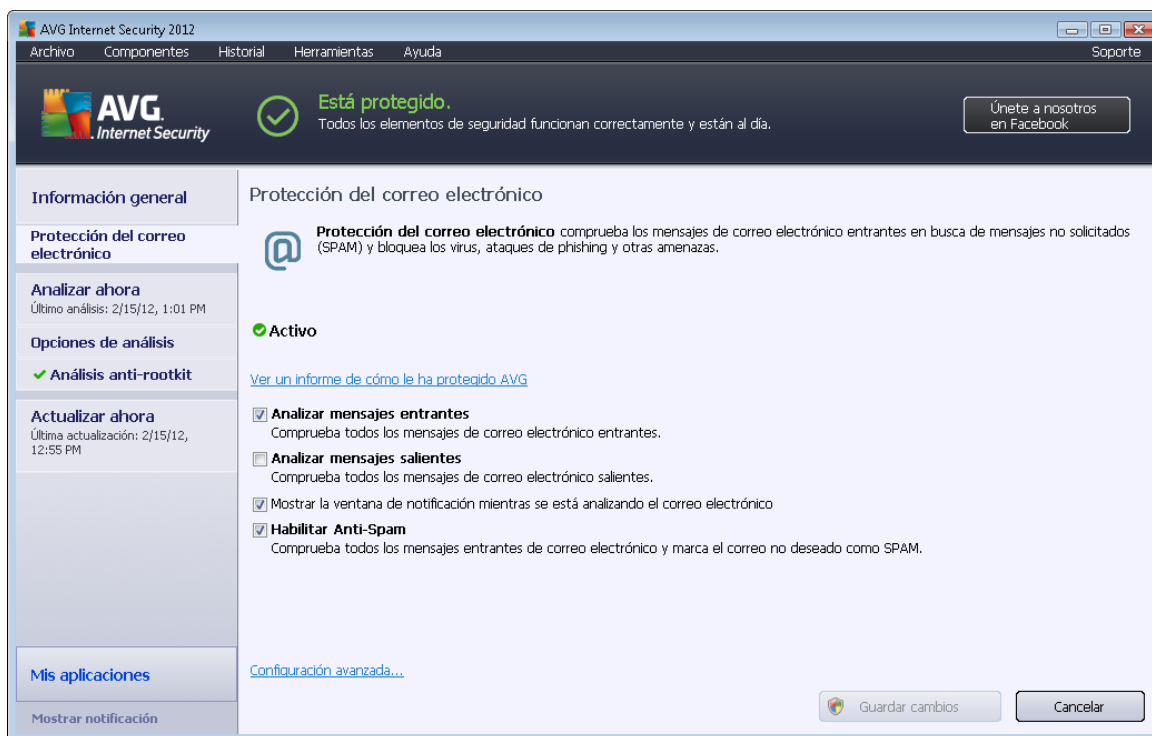 AVG Internet Security 2012
Archivo Componentes Historial Herramientas Ayuda Soporte
AVG.
Internet Security
Está protegido.
Todos los elementos de seguridad funcionan correctamente y están al día.
Únete a nosotros
en Facebook
Información general
Protección del correo
electrónico
Analizar ahora
Último análisis: 2/15/12, 1:01 PM
Opciones de análisis
Análisis anti-rootkit
Actualizar ahora
Última actualización: 2/15/12,
12:55 PM
Mis aplicaciones
Mostrar notificación
Protección del correo electrónico
Protección del correo electrónico comprueba los mensajes de correo electrónico entrantes en busca de mensajes no solicitados
(SPAM) y bloquea los virus, ataques de phishing y otras amenazas.
Activo
Ver un informe de cómo le ha protegido AVG
Analizar mensajes entrantes
Comprueba todos los mensajes de correo electrónico entrantes.
Analizar mensajes salientes
Comprueba todos los mensajes de correo electrónico salientes.
Mostrar la ventana de notificación mientras se está analizando el correo electrónico
Habilitar Anti-Spam
Comprueba todos los mensajes entrantes de correo electrónico y marca el correo no deseado como SPAM.
Configuración avanzada...
Guardar cambios
Cancelar